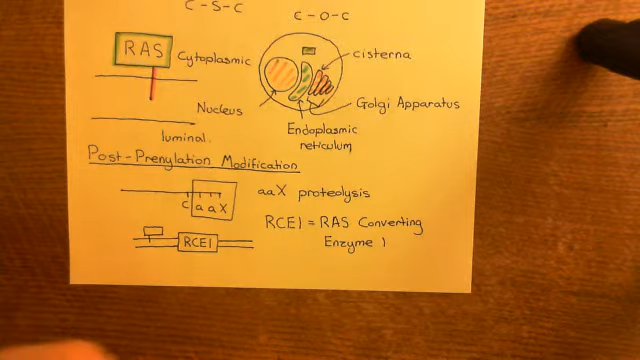 C-S-C
C-O-C
RAS
Cytoplasmic
cisterna
Nucleus
Golgi Apparatus
Endoplasmic
reticulum
luminal.
Post-Prenylation Modification
aaX proteolysis
C a a X
RCE1 = RAS Converting
Enzyme 1
RCE1